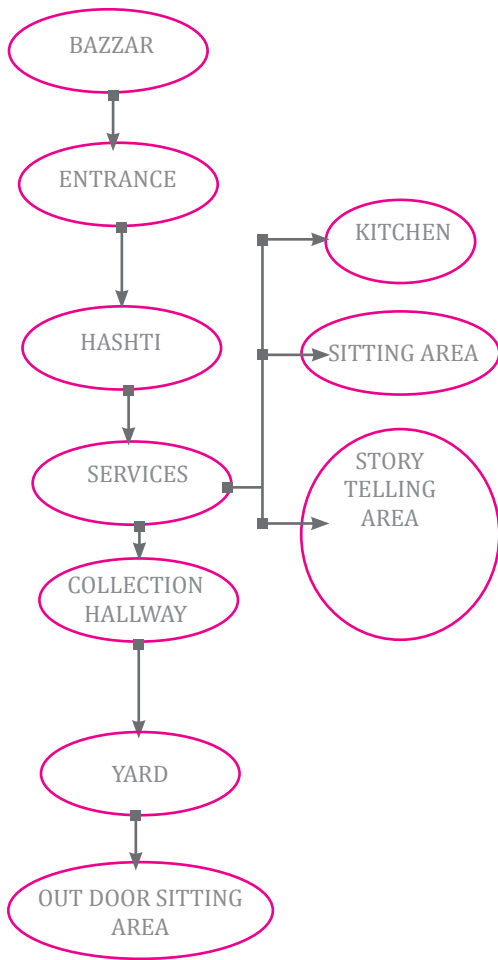 BAZZAR
ENTRANCE
HASHTI
SERVICES
COLLECTION
HALLWAY
YARD
OUT DOOR SITTING
AREA
KITCHEN
SITTING AREA
STORY
TELLING
AREA